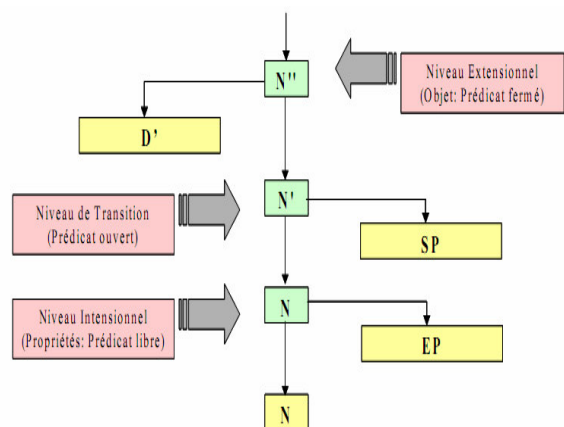 N''
Niveau Extensionnel
(Objet: Prédicat fermé)
D’
Niveau de Transition
(Prédicat ouvert)
N'
SP
Niveau Intensionnel
(Propriétés: Prédicat libre)
N
EP
N